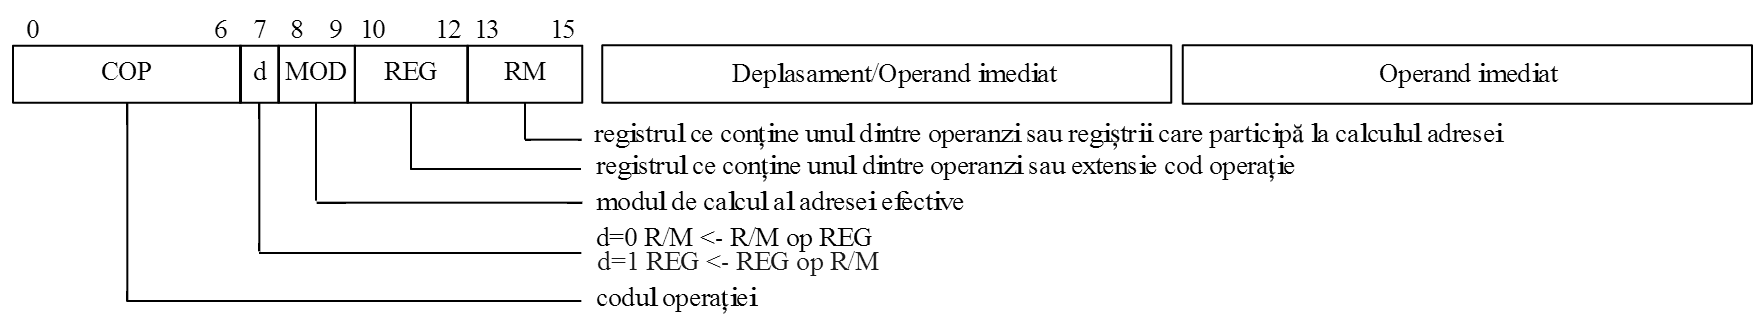 0 6 7 8 9 10 12 13 15
COP d MOD REG RM Deplasament/Operand imediat Operand imediat
registrul ce conține unul dintre operanzi sau regiștrii care participă la calculul adresei
registrul ce conține unul dintre operanzi sau extensie cod operație
modul de calcul al adresei efective
d=0 R/M <- R/M op REG
d=1 REG <- REG op R/M
codul operației